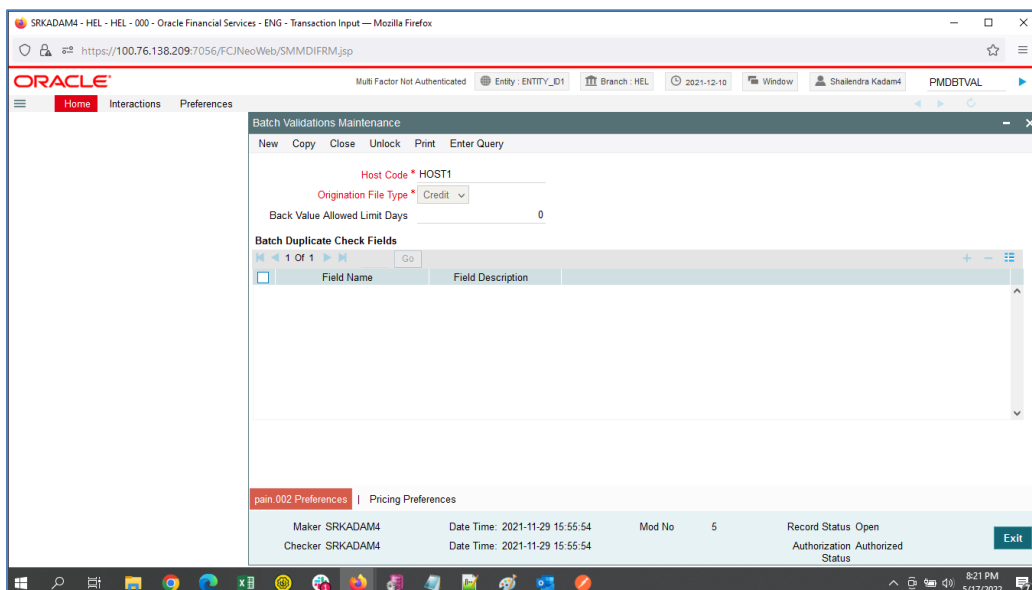 SRKADAM4 - HEL - HEL - 000 - Oracle Financial Services - ENG - Transaction Input — Mozilla Firefox
https://100.76.138.209:7056/FCJNeoWeb/SMMDIFRM.jsp
ORACLE Multi Factor Not Authenticated Entity : ENTITY_ID1 Branch : HEL 2021-12-10 Window Shailendra Kadam4 PMDBTVAL
Home Interactions Preferences
Batch Validations Maintenance
New Copy Close Unlock Print Enter Query
Host Code * HOST1
Origination File Type * Credit
Back Value Allowed Limit Days 0
Batch Duplicate Check Fields
1 Of 1 Go
Field Name Field Description
pain.002 Preferences | Pricing Preferences
Maker SRKADAM4 Date Time: 2021-11-29 15:55:54 Mod No 5 Record Status Open
Checker SRKADAM4 Date Time: 2021-11-29 15:55:54 Authorization Status Authorized
Exit
8:21 PM
5/17/2022